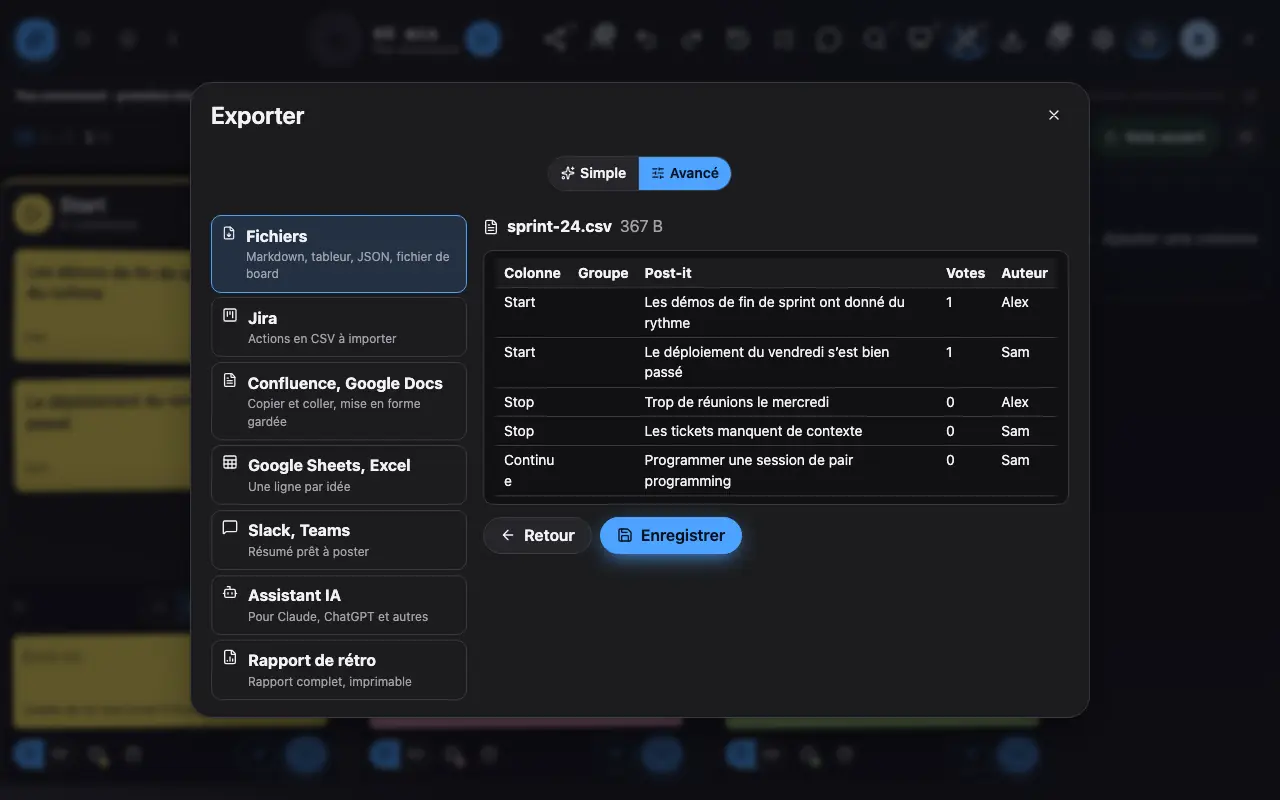 Exporter
Simple
Avancé
Fichiers
Markdown, tableur, JSON, fichier de
board
Jira
Actions en CSV à importer
Confluence, Google Docs
Copier et coller, mise en forme
gardée
Google Sheets, Excel
Une ligne par idée
Slack, Teams
Résumé prêt à poster
Assistant IA
Pour Claude, ChatGPT et autres
Rapport de rétro
Rapport complet, imprimable
sprint-24.csv 367 B
Colonne Groupe Post-it Votes Auteur
Start Les démos de fin de sprint ont donné du 1 Alex
rythme
Start Le déploiement du vendredi s’est bien 1 Sam
passé
Stop Trop de réunions le mercredi 0 Alex
Stop Les tickets manquent de contexte 0 Sam
Continu Programmer une session de pair 0 Sam
e programming
Retour
Enregistrer
Start